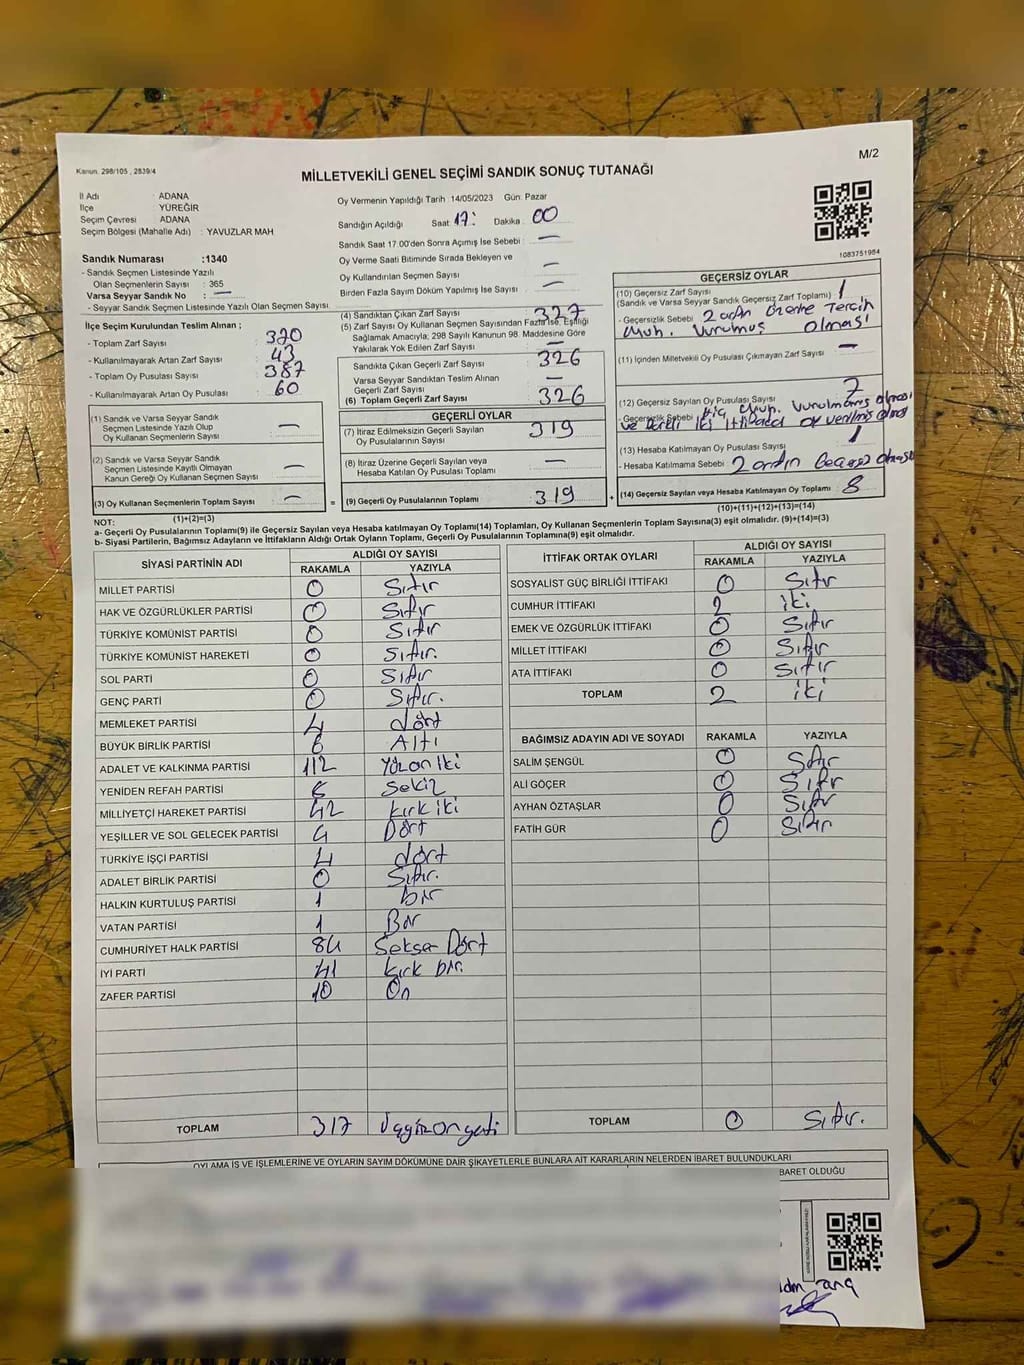 M/2
Kanun. 298/105 , 2839/4
MİLLETVEKİLİ GENEL SEÇİMİ SANDIK SONUÇ TUTANAĞI
İl Adı : ADANA
İlçe : YÜREĞİR
Seçim Çevresi : ADANA
Seçim Bölgesi (Mahalle Adı) : YAVUZLAR MAH
Sandık Numarası :1340
- Sandık Seçmen Listesinde Yazılı
Olan Seçmenlerin Sayısı : 365
Varsa Seyyar Sandık No : —
- Seyyar Sandık Seçmen Listesinde Yazılı Olan Seçmen Sayısı
İlçe Seçim Kurulundan Teslim Alınan ;
- Toplam Zarf Sayısı : 320
- Kullanılmayarak Artan Zarf Sayısı : 43
- Toplam Oy Pusulası Sayısı : 387
- Kullanılmayarak Artan Oy Pusulası : 60
(1) Sandık ve Varsa Seyyar Sandık
Seçmen Listesinde Yazılı Olup
Oy Kullanan Seçmenlerin Sayısı —
(2) Sandık ve Varsa Seyyar Sandık
Seçmen Listesinde Kayıtlı Olmayan
Kanun Gereği Oy Kullanan Seçmen Sayısı —
(3) Oy Kullanan Seçmenlerin Toplam Sayısı —
(1)+(2)=(3)
Oy Vermenin Yapıldığı Tarih 14/05/2023 Gün: Pazar
Sandığın Açıldığı Saat 17: Dakika : 00
Sandık Saat 17.00'den Sonra Açımış İse Sebebi : —
Oy Verme Saati Bitiminde Sırada Bekleyen ve
Oy Kullandırılan Seçmen Sayısı : —
Birden Fazla Sayım Döküm Yapılmış İse Sayısı : —
(4) Sandıktan Çıkan Zarf Sayısı : 327
(5) Zarf Sayısı Oy Kullanan Seçmen Sayısından Fazla İse, Eşitliği
Sağlamak Amacıyla; 298 Sayılı Kanunun 98. Maddesine Göre
Yakılarak Yok Edilen Zarf Sayısı —
Sandıkta Çıkan Geçerli Zarf Sayısı : 326
Varsa Seyyar Sandıktan Teslim Alınan
Geçerli Zarf Sayısı : —
(6) Toplam Geçerli Zarf Sayısı : 326
GEÇERLİ OYLAR
(7) İtiraz Edilmeksizin Geçerli Sayılan
Oy Pusulalarının Sayısı : 319
(8) İtiraz Üzerine Geçerli Sayılan veya
Hesaba Katılan Oy Pusulası Toplamı : —
= (9) Geçerli Oy Pusulalarının Toplamı : 319 +
1083751984
GEÇERSİZ OYLAR
(10) Geçersiz Zarf Sayısı
(Sandık ve Varsa Seyyar Sandık Geçersiz Zarf Toplamı) : 1
- Geçersizlik Sebebi : 2 Üzerine Tercih
Müh. Vurulmuş olması
(11) İçinden Milletvekili Oy Pusulası Çıkmayan Zarf Sayısı : —
(12) Geçersiz Sayılan Oy Pusulası Sayısı
- Geçersizlik Sebebi Hiç Müh. Vurulmamış olması
iki ittifaka oy verilmiş olması
(13) Hesaba Katılmayan Oy Pusulası Sayısı : 1
- Hesaba Katılmama Sebebi : Geçersiz olması
(14) Geçersiz Sayılan veya Hesaba Katılmayan Oy Toplamı : 8
(10)+(11)+(12)+(13)=(14)
NOT:
a- Geçerli Oy Pusulalarının Toplamı(9) ile Geçersiz Sayılan veya Hesaba katılmayan Oy Toplamı(14) Toplamları, Oy Kullanan Seçmenlerin Toplam Sayısına(3) eşit olmalıdır. (9)+(14)=(3)
b- Siyasi Partilerin, Bağımsız Adayların ve İttifakların Aldığı Ortak Oyların Toplamı, Geçerli Oy Pusulalarının Toplamı(9)na eşit olmalıdır.
SİYASİ PARTİNİN ADI ALDIĞI OY SAYISI
RAKAMLA YAZIYLA
MİLLET PARTİSİ 0 Sıfır
HAK VE ÖZGÜRLÜKLER PARTİSİ 0 Sıfır
TÜRKİYE KOMÜNİST PARTİSİ 0 Sıfır
TÜRKİYE KOMÜNİST HAREKETİ 0 Sıfır.
SOL PARTİ 0 Sıfır
GENÇ PARTİ 0 Sıfır.
MEMLEKET PARTİSİ 4 dört
BÜYÜK BİRLİK PARTİSİ 6 Altı
ADALET VE KALKINMA PARTİSİ 112 Yüzoniki
YENİDEN REFAH PARTİSİ Sekiz
MİLLİYETÇİ HAREKET PARTİSİ 42 kırk iki
YEŞİLLER VE SOL GELECEK PARTİSİ 4 Dört
TÜRKİYE İŞÇİ PARTİSİ 4 dört
ADALET BİRLİK PARTİSİ 0 Sıfır.
HALKIN KURTULUŞ PARTİSİ 1 bir
VATAN PARTİSİ 1 Bir
CUMHURİYET HALK PARTİSİ 84 Seksen Dört
İYİ PARTİ 41 kırk bir.
ZAFER PARTİSİ 10 On
TOPLAM 317 Üçyüzonyedi
İTTİFAK ORTAK OYLARI ALDIĞI OY SAYISI
RAKAMLA YAZIYLA
SOSYALİST GÜÇ BİRLİĞİ İTTİFAKI 0 Sıfır
CUMHUR İTTİFAKI 2 iki
EMEK VE ÖZGÜRLÜK İTTİFAKI 0 Sıfır
MİLLET İTTİFAKI 0 Sıfır
ATA İTTİFAKI 0 Sıfır
TOPLAM 2 iki
BAĞIMSIZ ADAYIN ADI VE SOYADI RAKAMLA YAZIYLA
SALİM ŞENGÜL 0 Sıfır
ALİ GÖÇER 0 Sıfır
AYHAN ÖZTAŞLAR 0 Sıfır
FATİH GÜR 0 Sıfır
TOPLAM 0 Sıfır.
OYLAMA İŞ VE İŞLEMLERİNE VE OYLARIN SAYIM DÖKÜMÜNE DAİR ŞİKAYETLERLE BUNLARA AİT KARARLARIN NELERDEN İBARET BULUNDUKLARI
BARET OLDUĞU